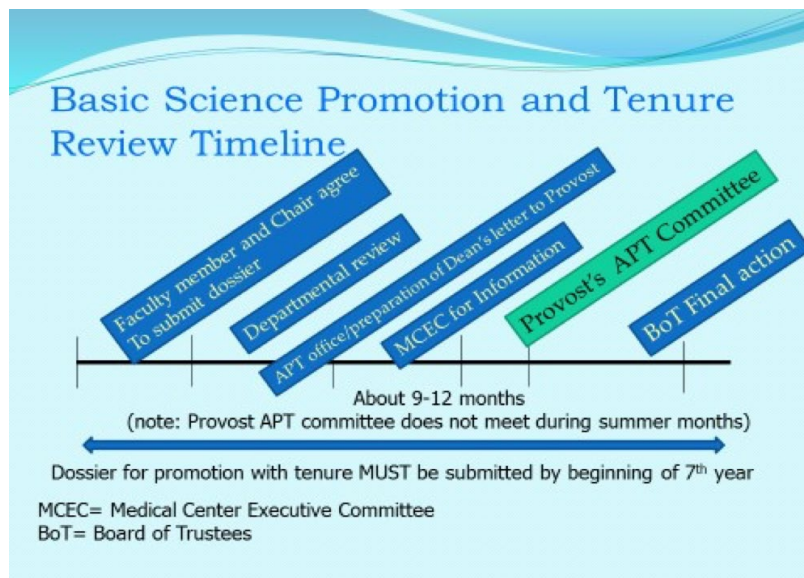 Basic Science Promotion and Tenure
Review Timeline
Faculty member and Chair agree
To submit dossier
Departmental review
APT office/preparation of Dean's letter to Provost
MCEC for Information
Provost's APT Committee
BoT Final action
About 9-12 months
(note: Provost APT committee does not meet during summer months)
Dossier for promotion with tenure MUST be submitted by beginning of 7th year
MCEC= Medical Center Executive Committee
BoT= Board of Trustees